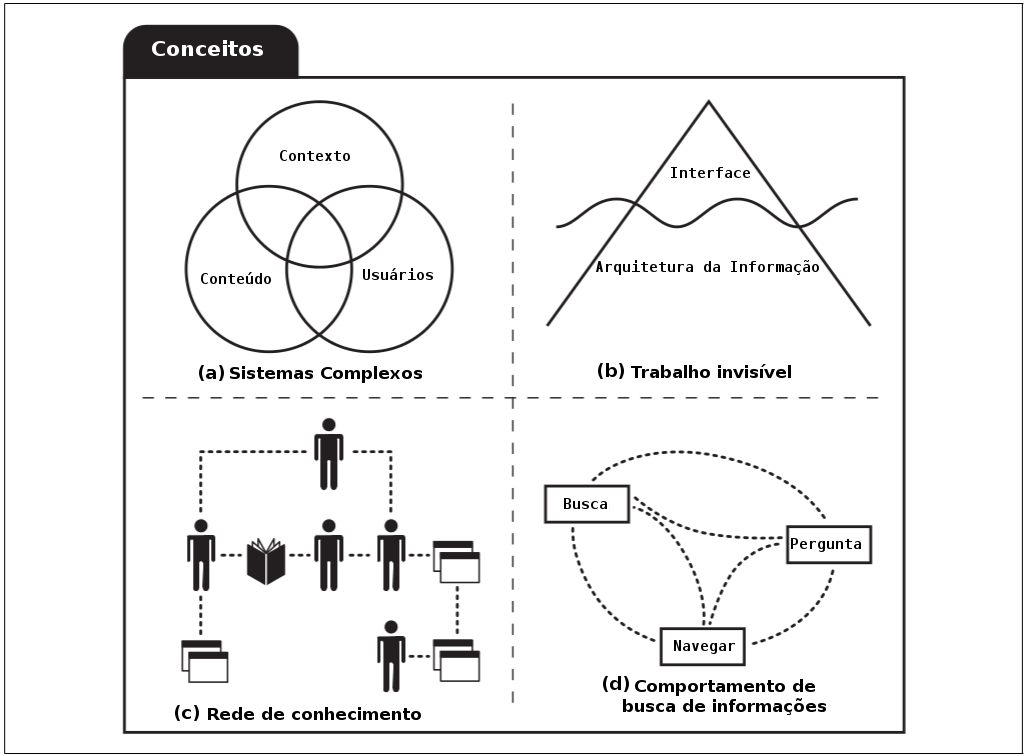 Conceitos
Contexto
Conteúdo
Usuários
(a) Sistemas Complexos
Interface
Arquitetura da Informação
(b) Trabalho invisível
(c) Rede de conhecimento
Busca
Pergunta
Navegar
(d) Comportamento de
busca de informações